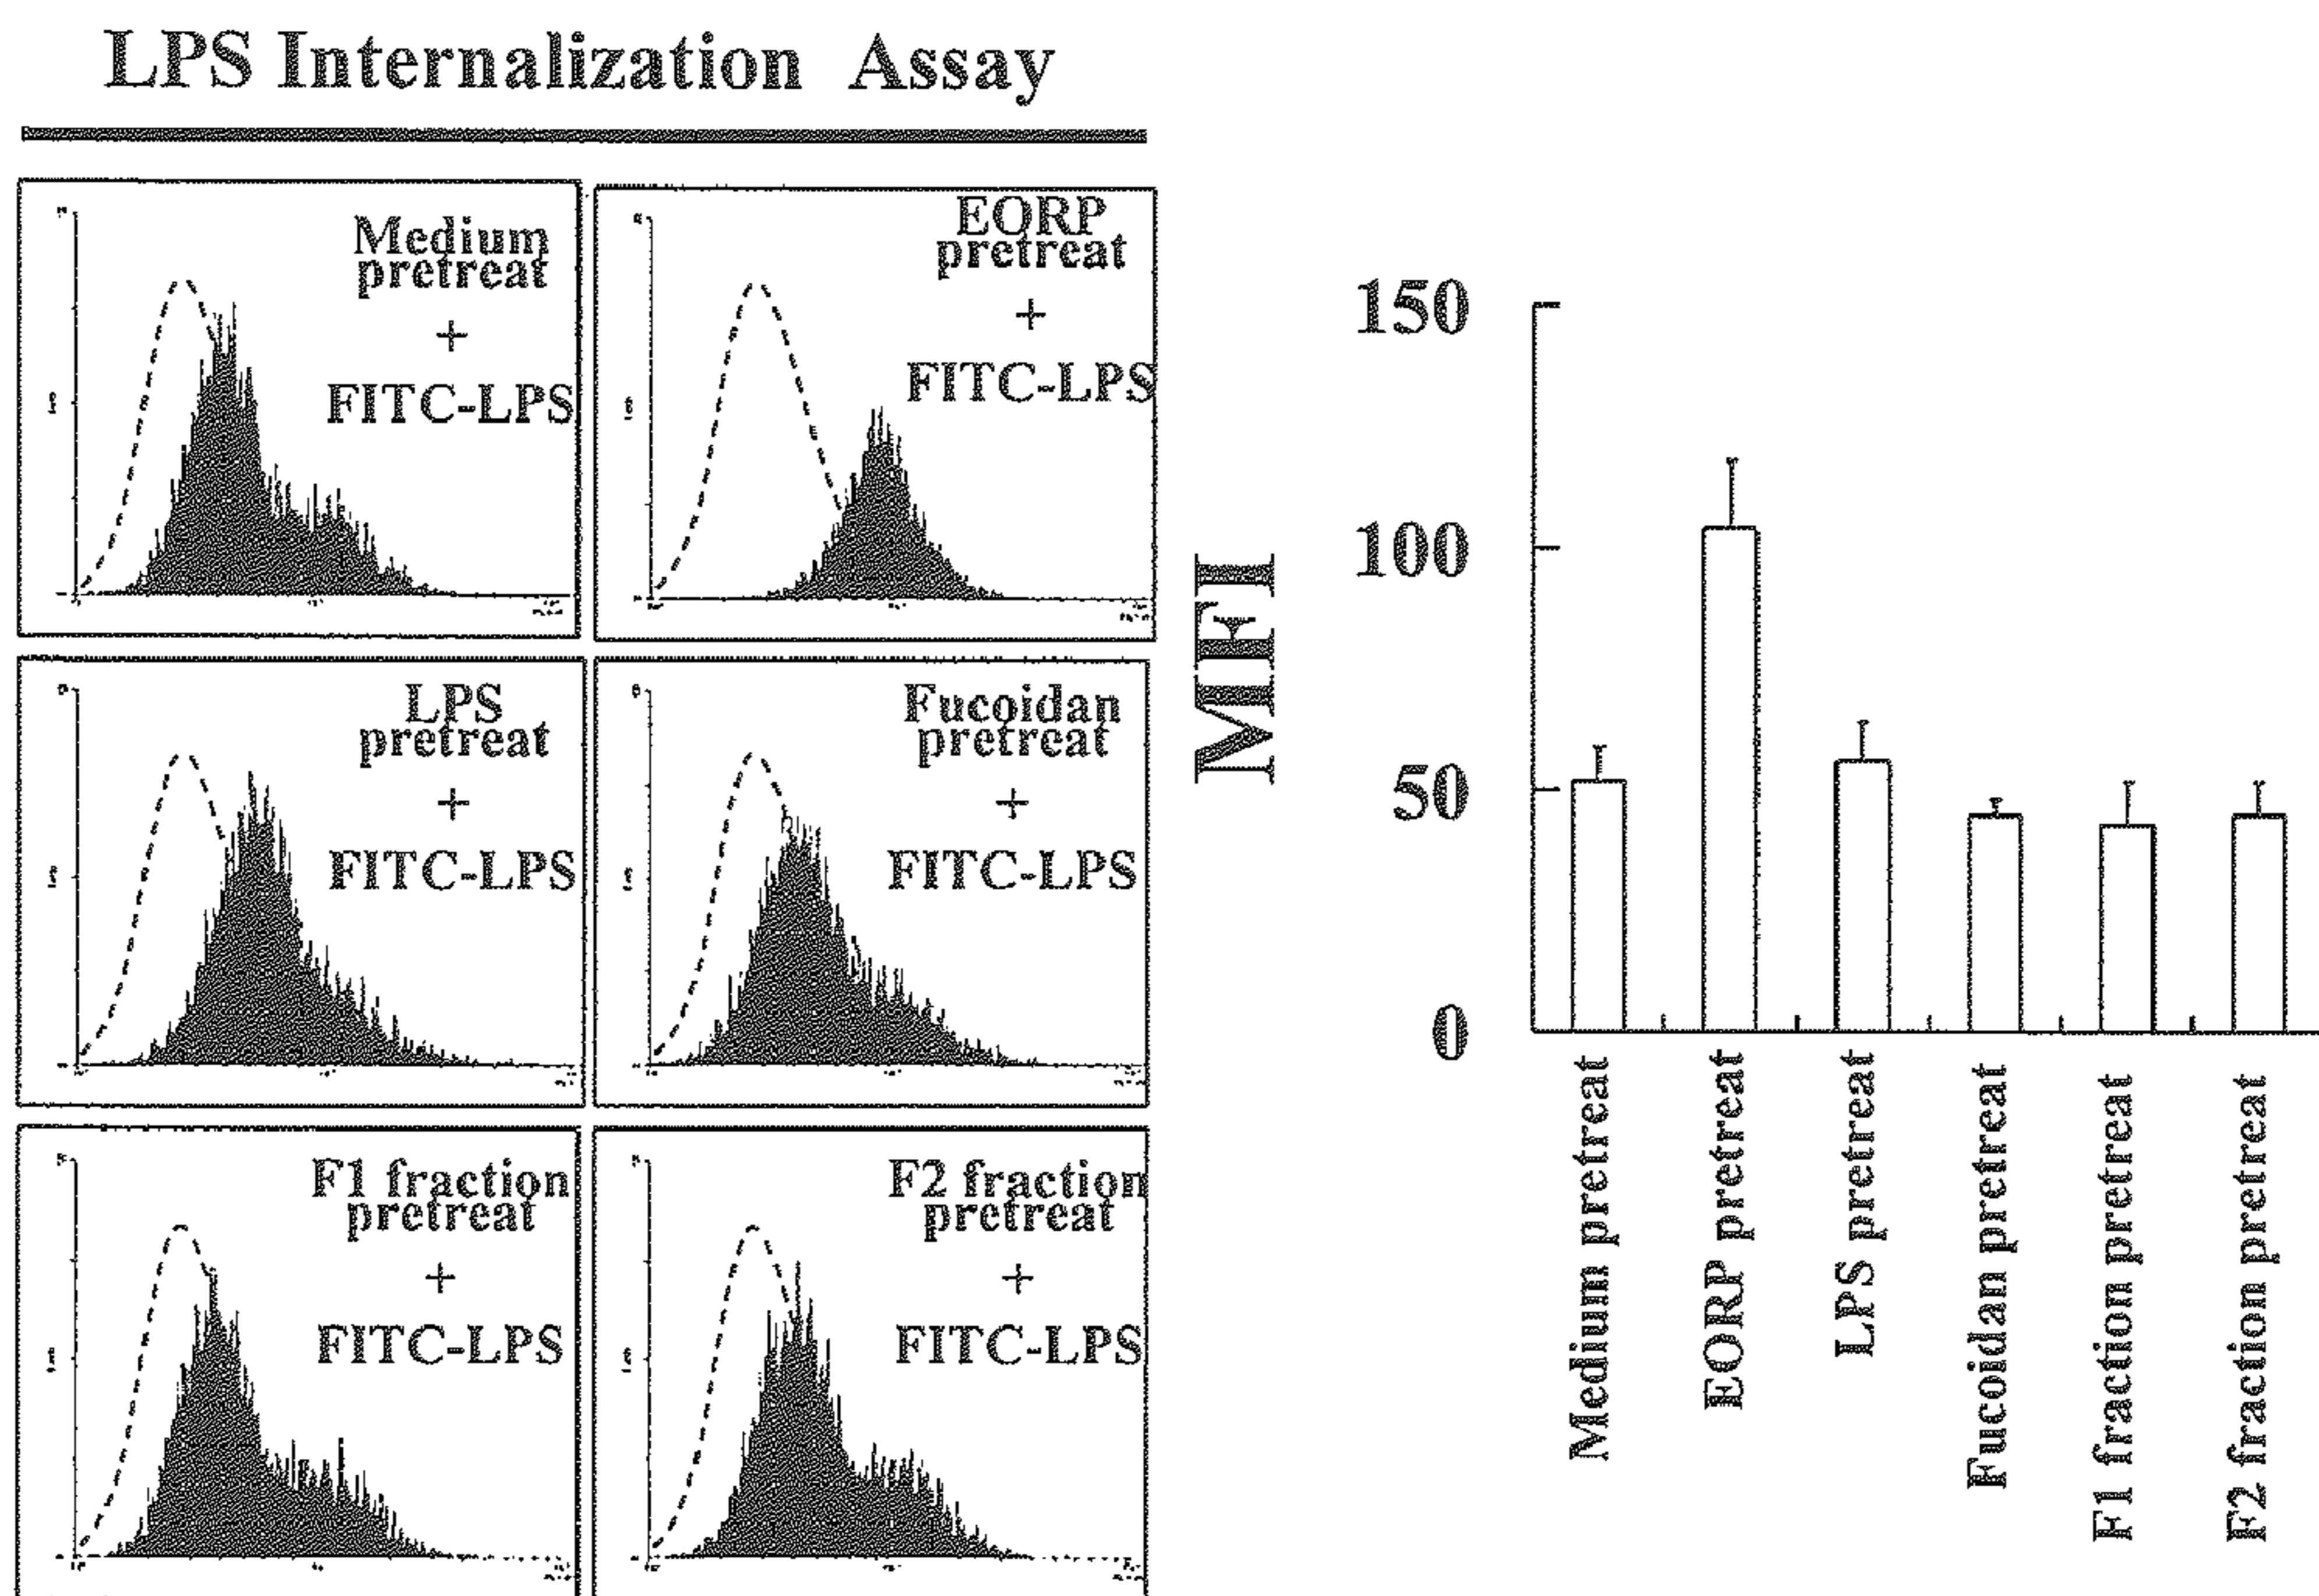 LPS Internalization Assay
Medium
pretreat
+
FITC-LPS
EORP
pretreat
+
FITC-LPS
LPS
pretreat
+
FITC-LPS
Fucoidan
pretreat
+
FITC-LPS
F1 fraction
pretreat
+
FITC-LPS
F2 fraction
pretreat
+
FITC-LPS
MFI
150
100
50
0
Medium pretreat
EORP pretreat
LPS pretreat
Fucoidan pretreat
F1 fraction pretreat
F2 fraction pretreat